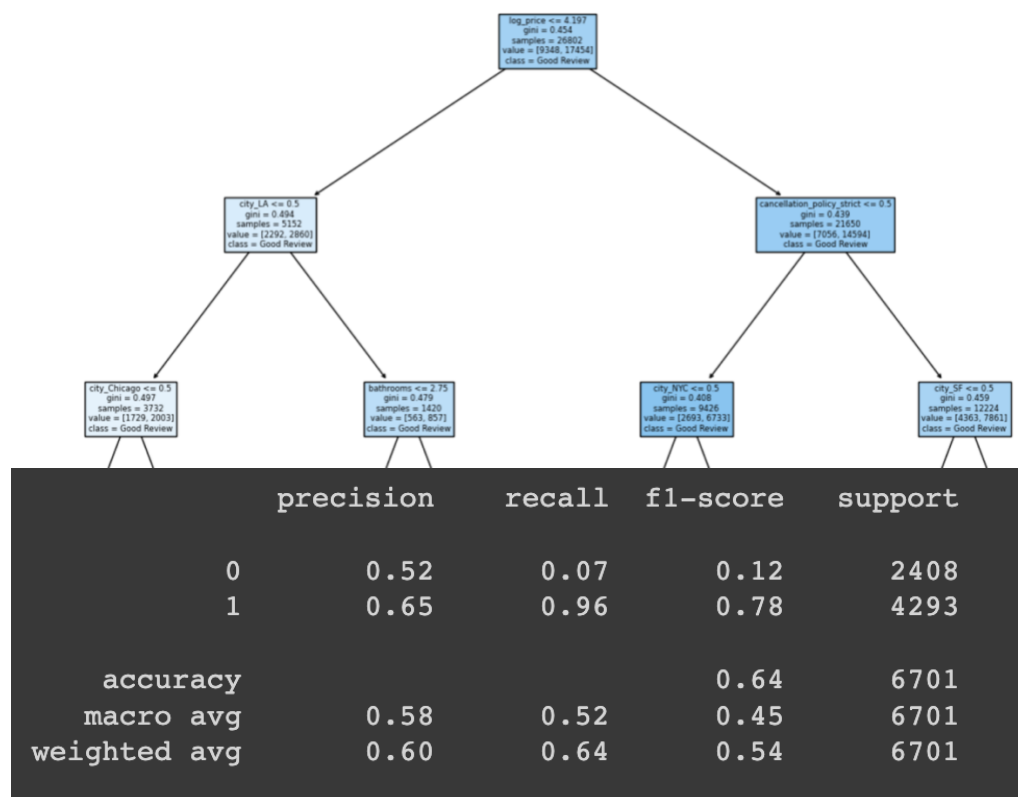 log_price <= 4.197
gini = 0.454
samples = 26802
value = [9348, 17454]
class = Good Review
city_LA <= 0.5
gini = 0.494
samples = 5152
value = [2292, 2860]
class = Good Review
cancellation_policy_strict <= 0.5
gini = 0.439
samples = 21650
value = [7056, 14594]
class = Good Review
city_Chicago <= 0.5
gini = 0.497
samples = 3732
value = [1729, 2003]
class = Good Review
bathrooms <= 2.75
gini = 0.479
samples = 1420
value = [563, 857]
class = Good Review
city_NYC <= 0.5
gini = 0.408
samples = 9426
value = [2693, 6733]
class = Good Review
city_SF <= 0.5
gini = 0.459
samples = 12224
value = [4363, 7861]
class = Good Review
precision recall f1-score support
0 0.52 0.07 0.12 2408
1 0.65 0.96 0.78 4293
accuracy 0.64 6701
macro avg 0.58 0.52 0.45 6701
weighted avg 0.60 0.64 0.54 6701